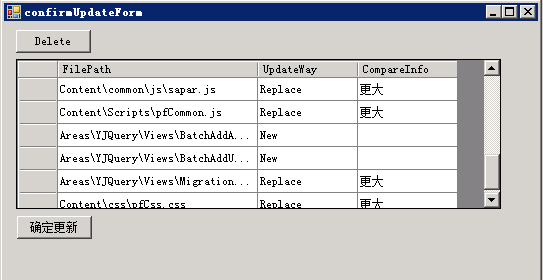 confirmUpdateForm
Delete
FilePath UpdateWay CompareInfo
Content\common\js\sapar.js Replace 更大
Content\Scripts\pfCommon.js Replace 更大
Areas\YJQuery\Views\BatchAddA... New
Areas\YJQuery\Views\BatchAddU... New
Areas\YJQuery\Views\Migration... Replace 更大
Content\css\pfCss.css Replace 更大
确定更新